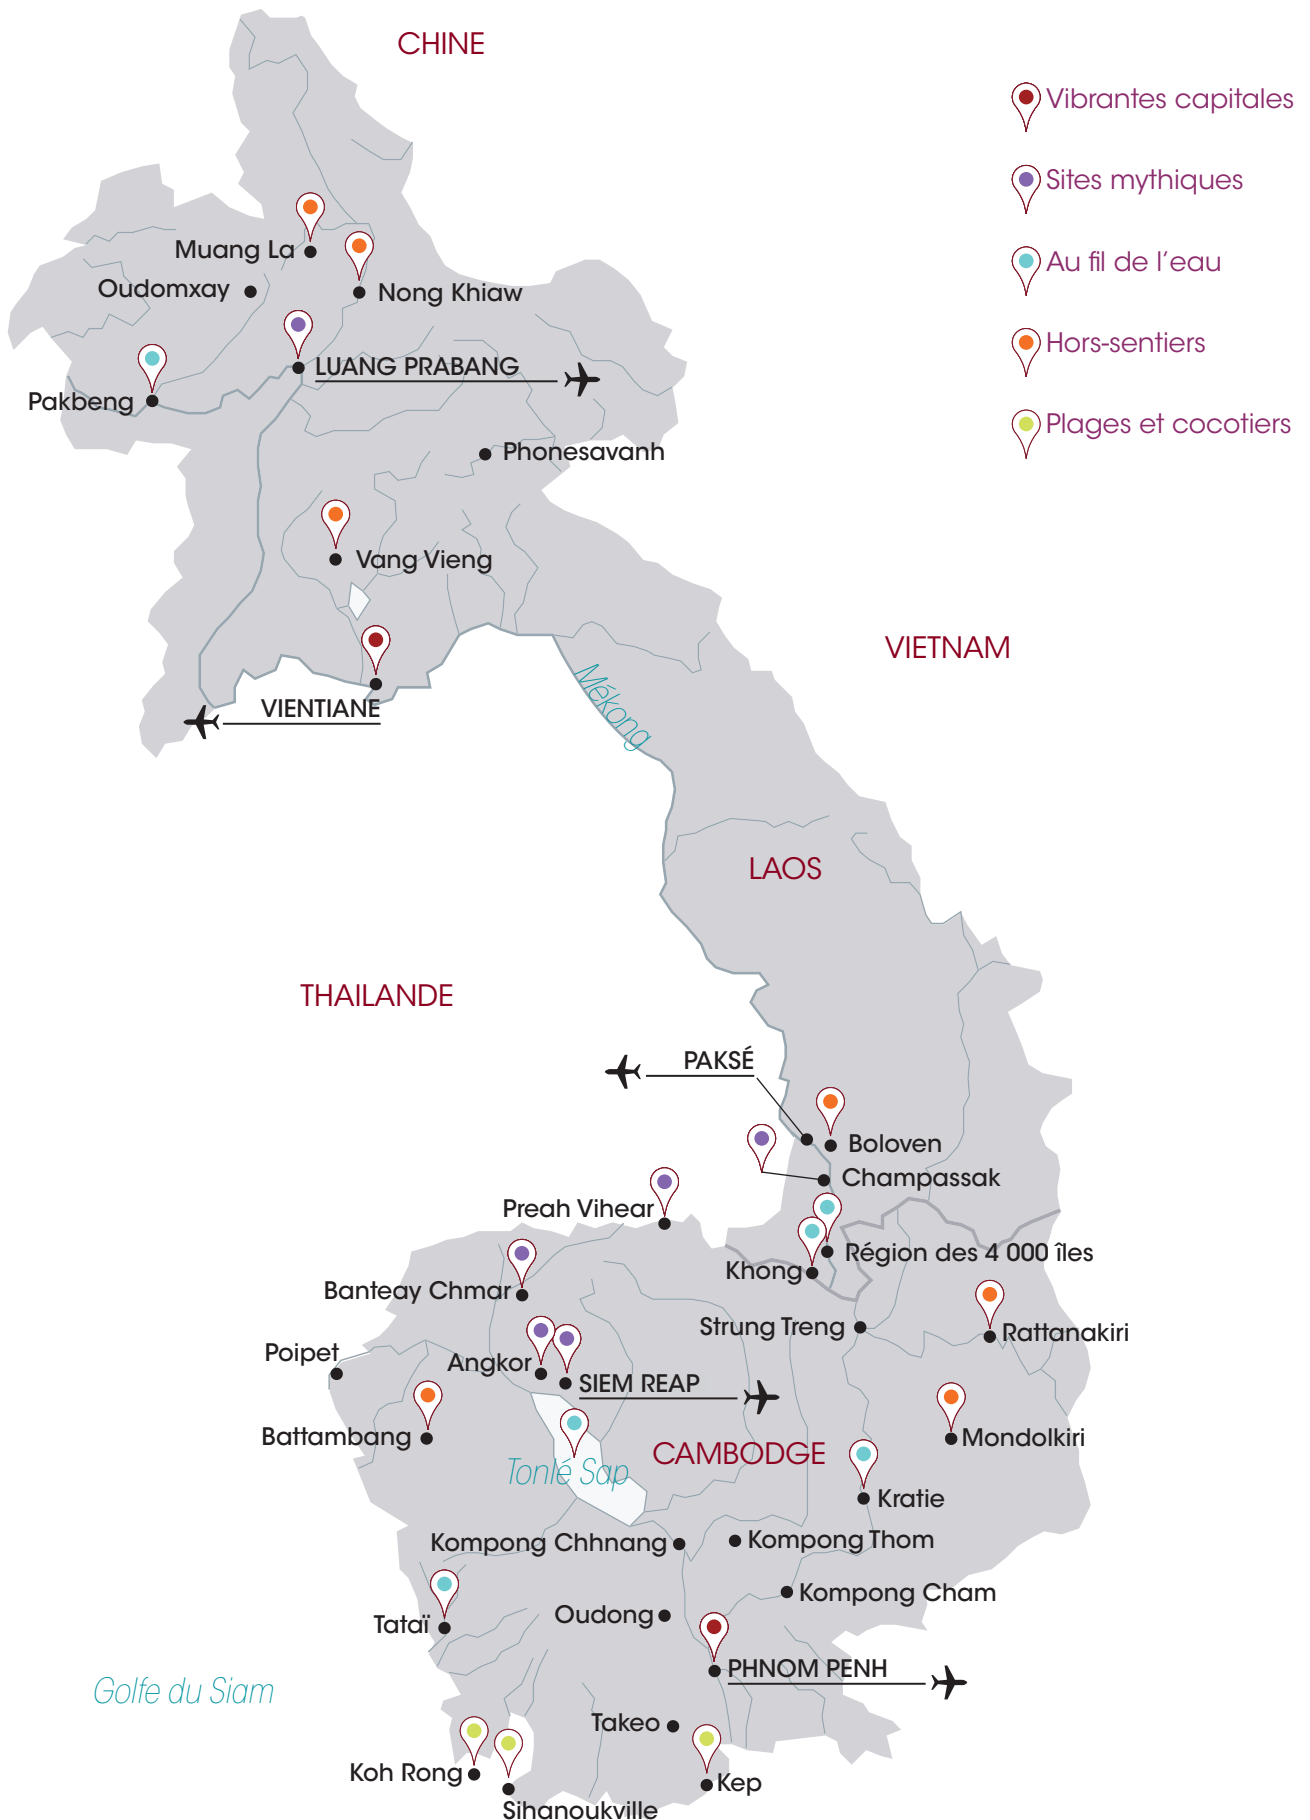 CHINE
Vibrantes capitales
Sites mythiques
Au fil de l'eau
Hors-sentiers
Plages et cocotiers
Muang La
Oudomxay
Nong Khiaw
LUANG PRABANG
Pakbeng
Phonesavanh
Vang Vieng
VIETNAM
Mékong
VIENTIANE
LAOS
THAILANDE
PAKSÉ
Boloven
Champassak
Preah Vihear
Région des 4 000 îles
Khong
Banteay Chmar
Strung Treng
Rattanakiri
Poipet
Angkor
SIEM REAP
Battambang
Mondolkiri
CAMBODGE
Tonlé Sap
Kratie
Kompong Chhnang
Kompong Thom
Kompong Cham
Oudong
Tataï
PHNOM PENH
Golfe du Siam
Takeo
Koh Rong
Kep
Sihanoukville